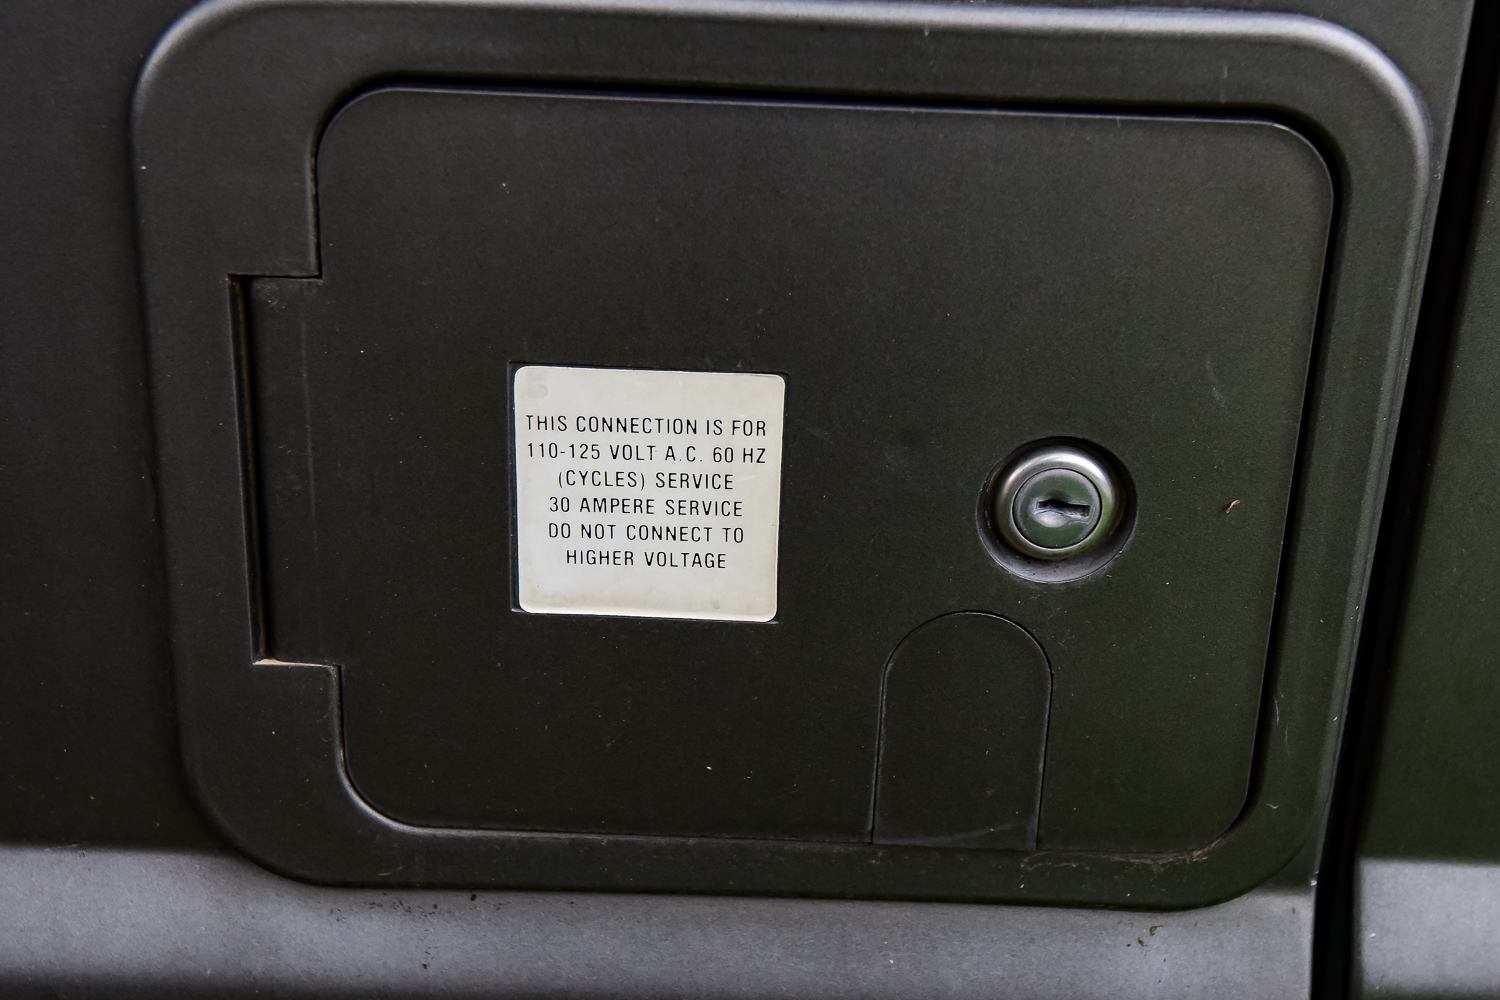 THIS CONNECTION IS FOR
110-125 VOLT A.C. 60 HZ
(CYCLES) SERVICE
30 AMPERE SERVICE
DO NOT CONNECT TO
HIGHER VOLTAGE